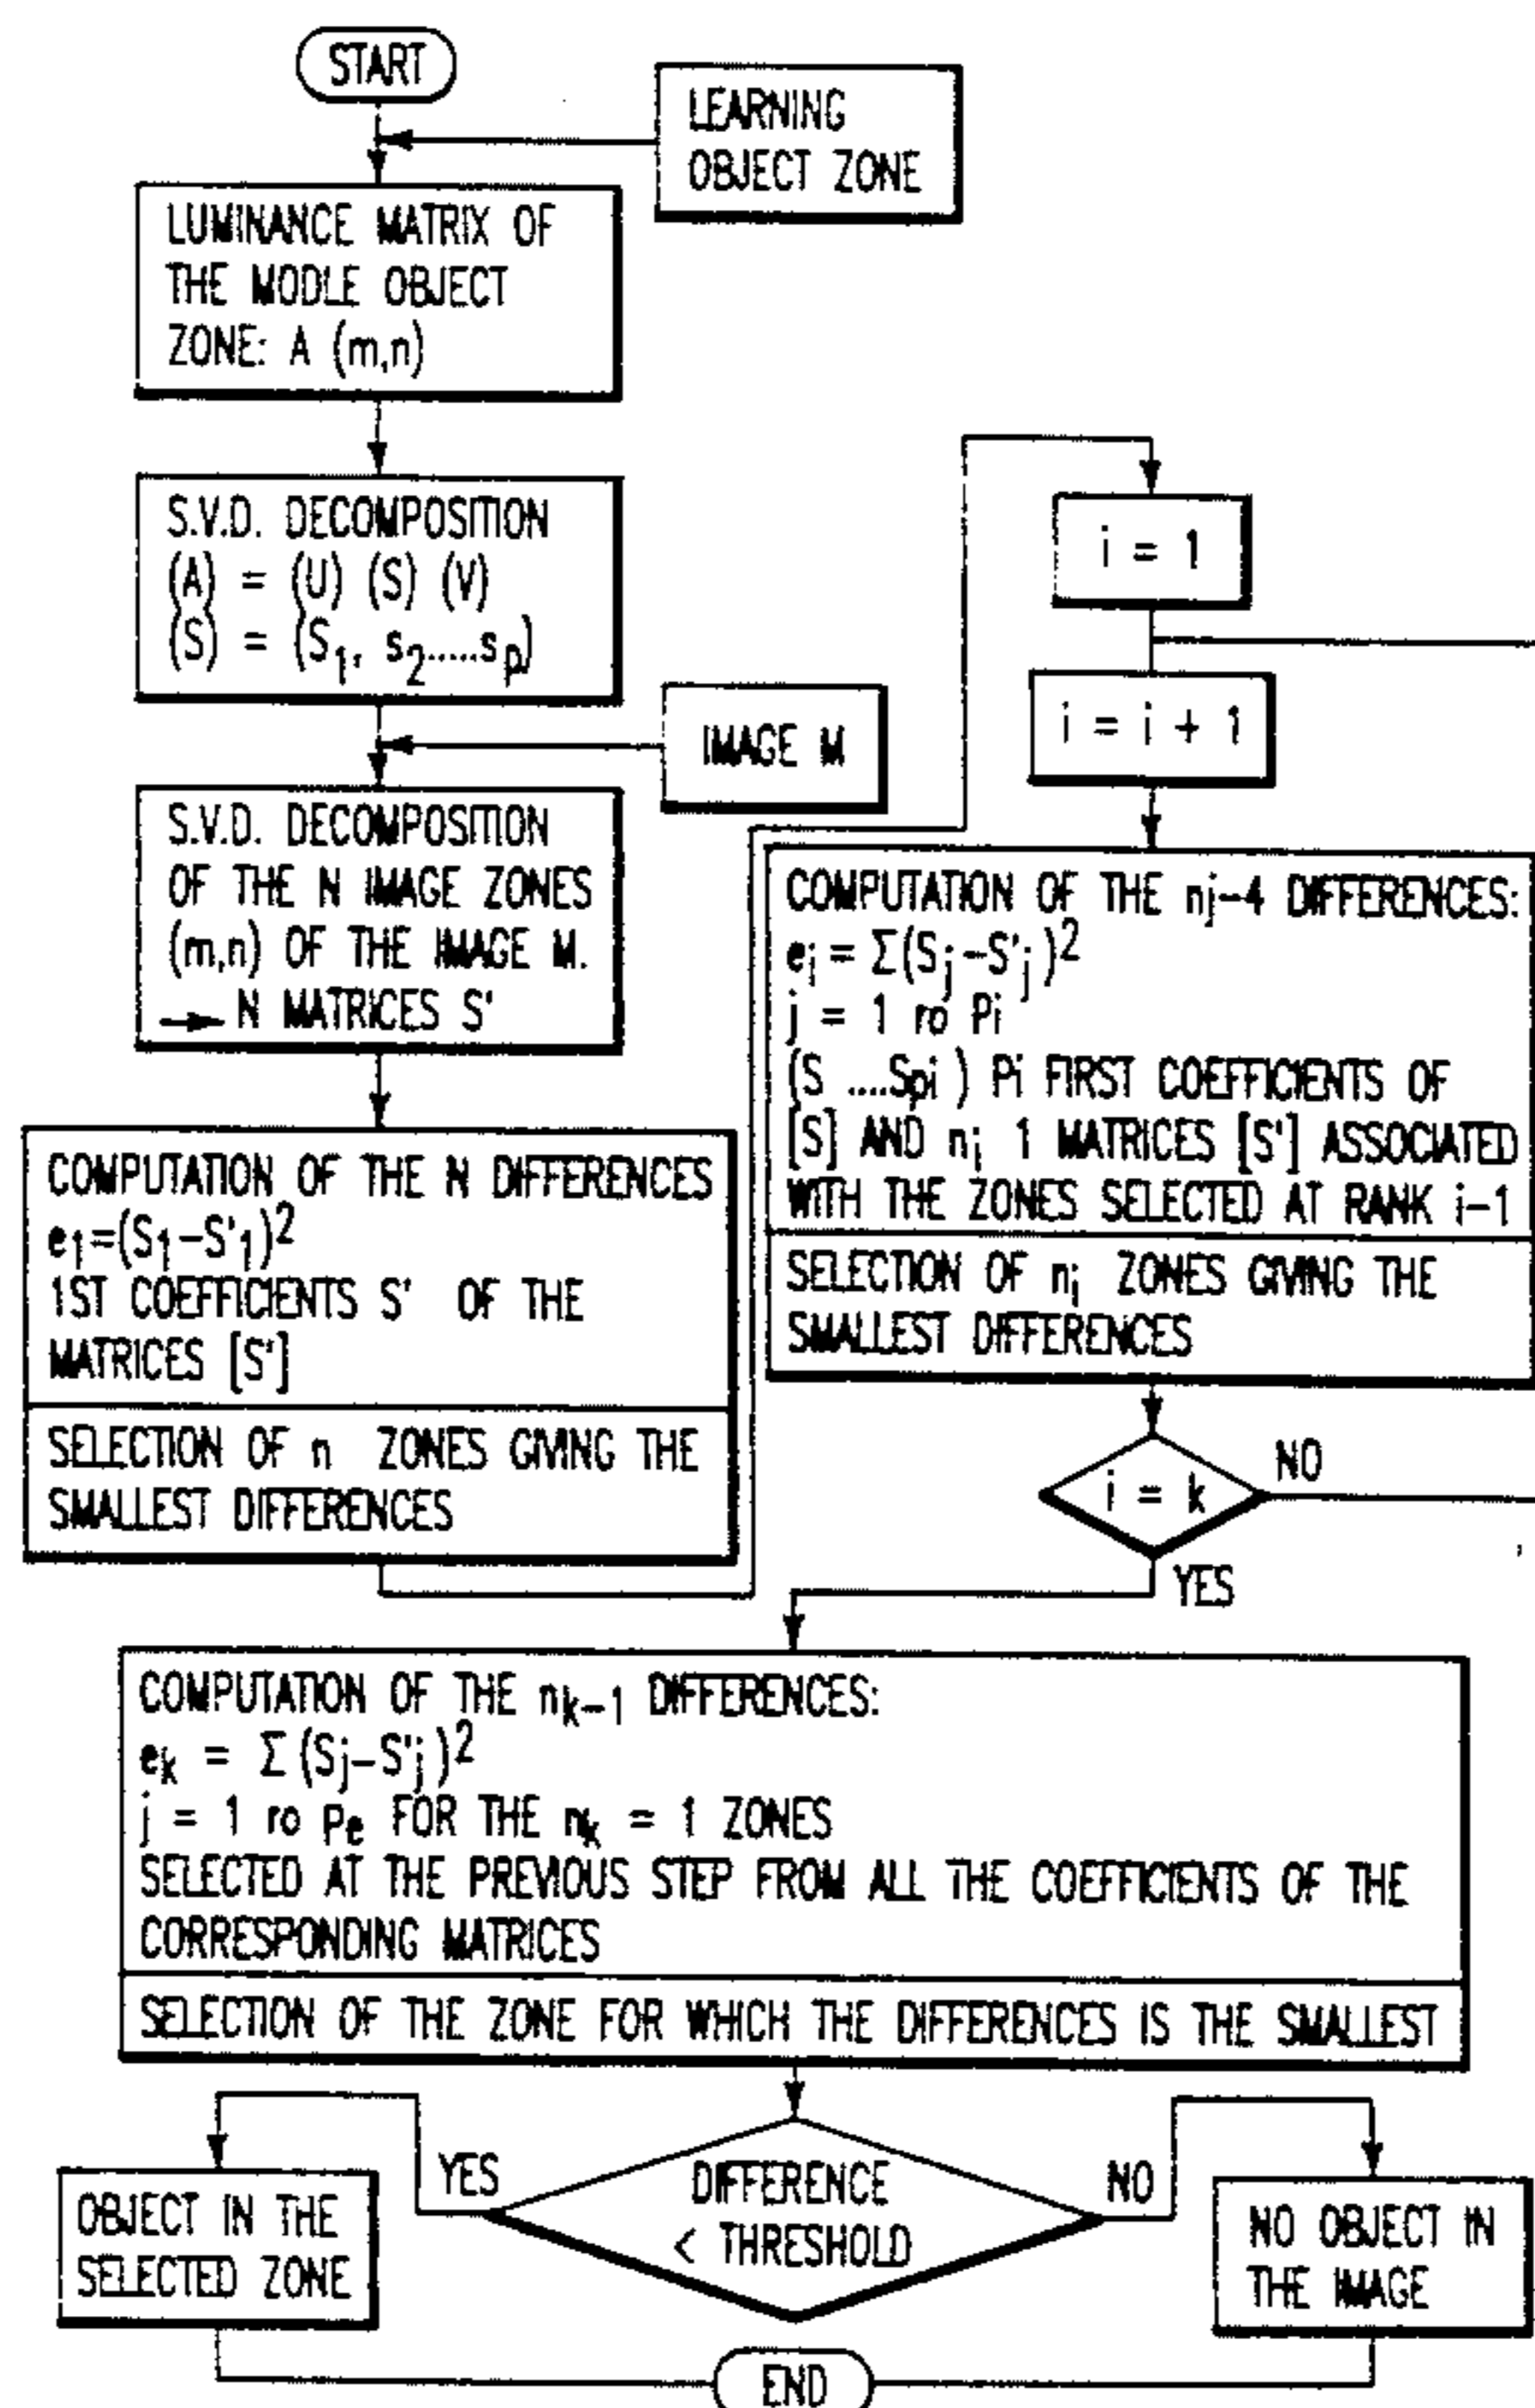 START
LEARNING
OBJECT ZONE
LUMINANCE MATRIX OF
THE MODLE OBJECT
ZONE: A (m,n)
S.V.D. DECOMPOSITION
(A) = (U) (S) (V)
(S) = (S1, s2.....sp)
IMAGE M
S.V.D. DECOMPOSITION
OF THE N IMAGE ZONES
(m,n) OF THE IMAGE M.
→ N MATRICES S'
COMPUTATION OF THE N DIFFERENCES
e1=(S1-S'1)2
1ST COEFFICIENTS S' OF THE
MATRICES [S']
SELECTION OF n ZONES GIVING THE
SMALLEST DIFFERENCES
i = 1
i = i + 1
COMPUTATION OF THE nj-4 DIFFERENCES:
ei = Σ(Sj-S'j)2
j = 1 ro Pi
(S ....Spi ) Pi FIRST COEFFICIENTS OF
[S] AND ni 1 MATRICES [S'] ASSOCIATED
WITH THE ZONES SELECTED AT RANK i-1
SELECTION OF ni ZONES GIVING THE
SMALLEST DIFFERENCES
i = k
NO
YES
COMPUTATION OF THE nk-1 DIFFERENCES:
ek = Σ (Sj-S'j)2
j = 1 ro Pe FOR THE nk = 1 ZONES
SELECTED AT THE PREVIOUS STEP FROM ALL THE COEFFICIENTS OF THE
CORRESPONDING MATRICES
SELECTION OF THE ZONE FOR WHICH THE DIFFERENCES IS THE SMALLEST
YES
DIFFERENCE
< THRESHOLD
NO
OBJECT IN THE
SELECTED ZONE
NO OBJECT IN
THE IMAGE
END